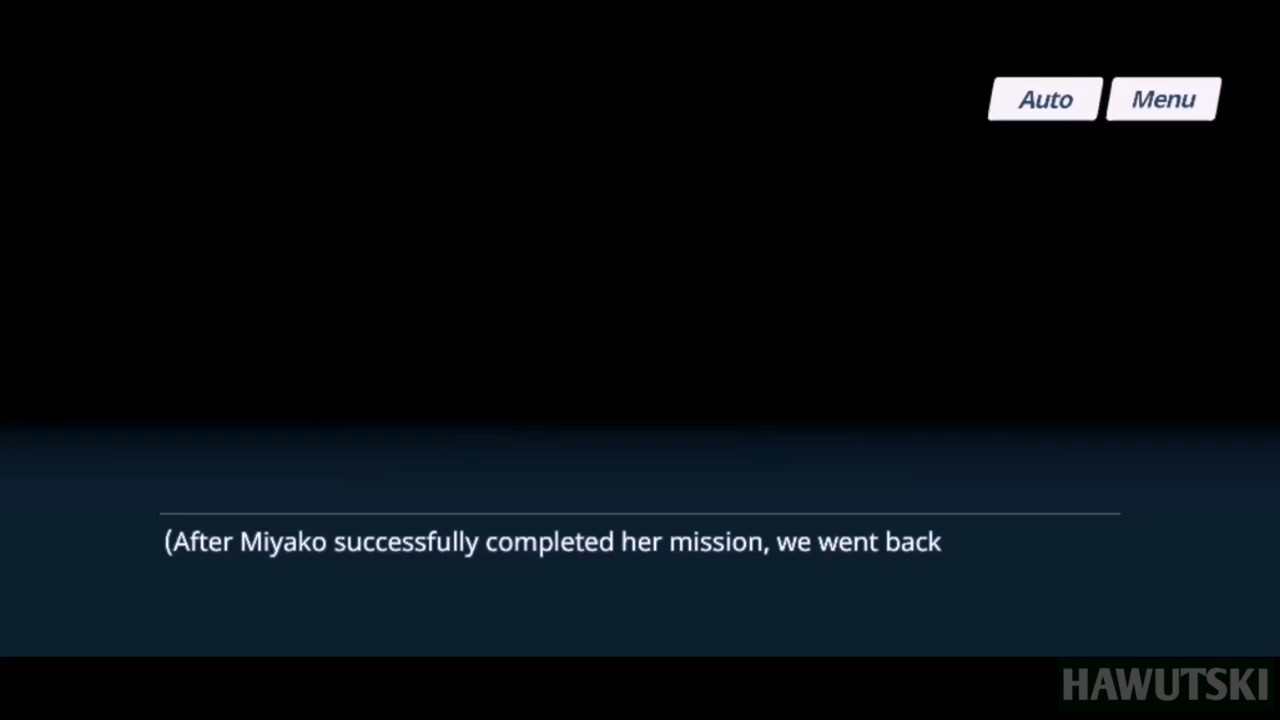 Auto
Menu
(After Miyako successfully completed her mission, we went back
HAWUTSKI